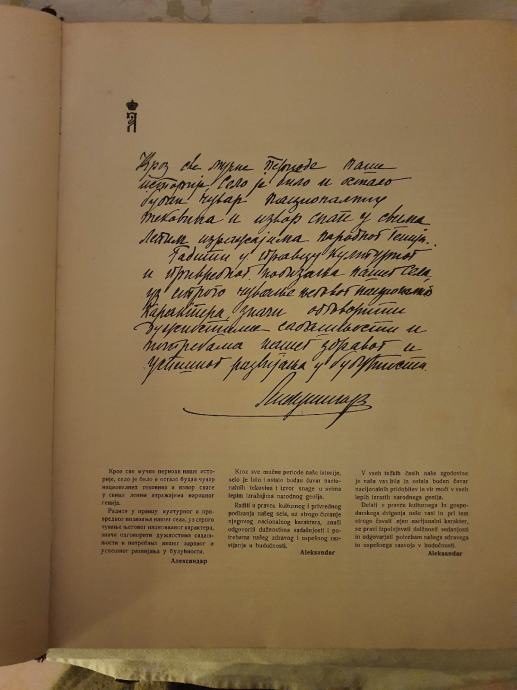 Кроз све мучне периоде наше
историје село је било и остало
будни чувар националних
тековина и извор снаге у свима
лепим изражајима народног генија.
Радити у правцу културног
и привредног подизања нашег села
уз строго чување његовог националног
карактера, значи одговорити
дужностима садашњости и
потребама нашег здравог и
успешног развијања у будућности.
Александар
Кроз све мучне периоде наше исто-
рије, село је било и остало будан чувар
националних тековина и извор снаге
у свима лепим изражајима народног
генија.
Радити у правцу културног и при-
вредног подизања нашег села, уз строго
чување његовог националног карактера,
значи одговорити дужностима садаш-
њости и потребама нашег здравог и
успешног развијања у будућности.
Александар
Kroz sve mučne periode naše istorije,
selo je bilo i ostalo budan čuvar nacio-
nalnih tekovina i izvor snage u svima
lepim izražajima narodnog genija.
Raditi u pravcu kulturnog i privrednog
podizanja našeg sela, uz strogo čuvanje
njegovog nacionalnog karaktera, znači
odgovoriti dužnostima sadašnjosti i po-
trebama našeg zdravog i uspešnog raz-
vijanja u budućnosti.
Aleksandar
V vseh težkih časih naše zgodovine
je naša vas bila in ostala buden čuvar
nacijonalnih pridobitev in vir moči v vseh
lepih izrazih narodnega genija.
Delati v pravcu kulturnega in gospo-
darskega dviganja naše vasi in pri tem
strogo čuvati njen nacijonalni karakter,
se pravi izpolnjevati dolžnosti sedanjosti
in odgovarjati potrebam našega zdravega
in uspešnega razvoja v bodočnosti.
Aleksandar